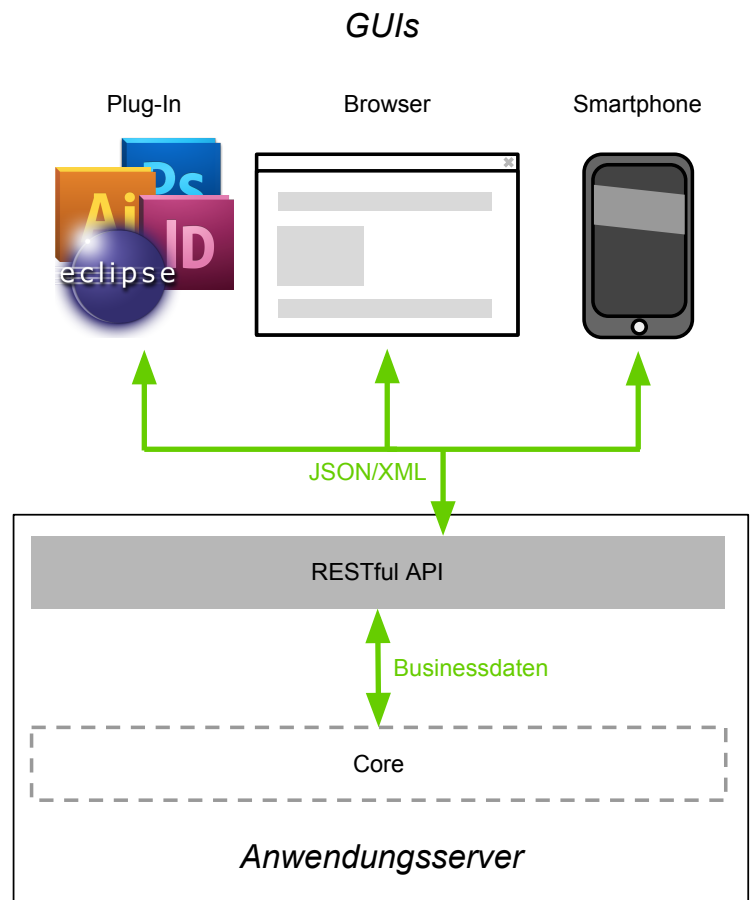 GUIs
Plug-In
Browser
Smartphone
Ps
Ai
ID
eclipse
JSON/XML
RESTful API
Businessdaten
Core
Anwendungsserver